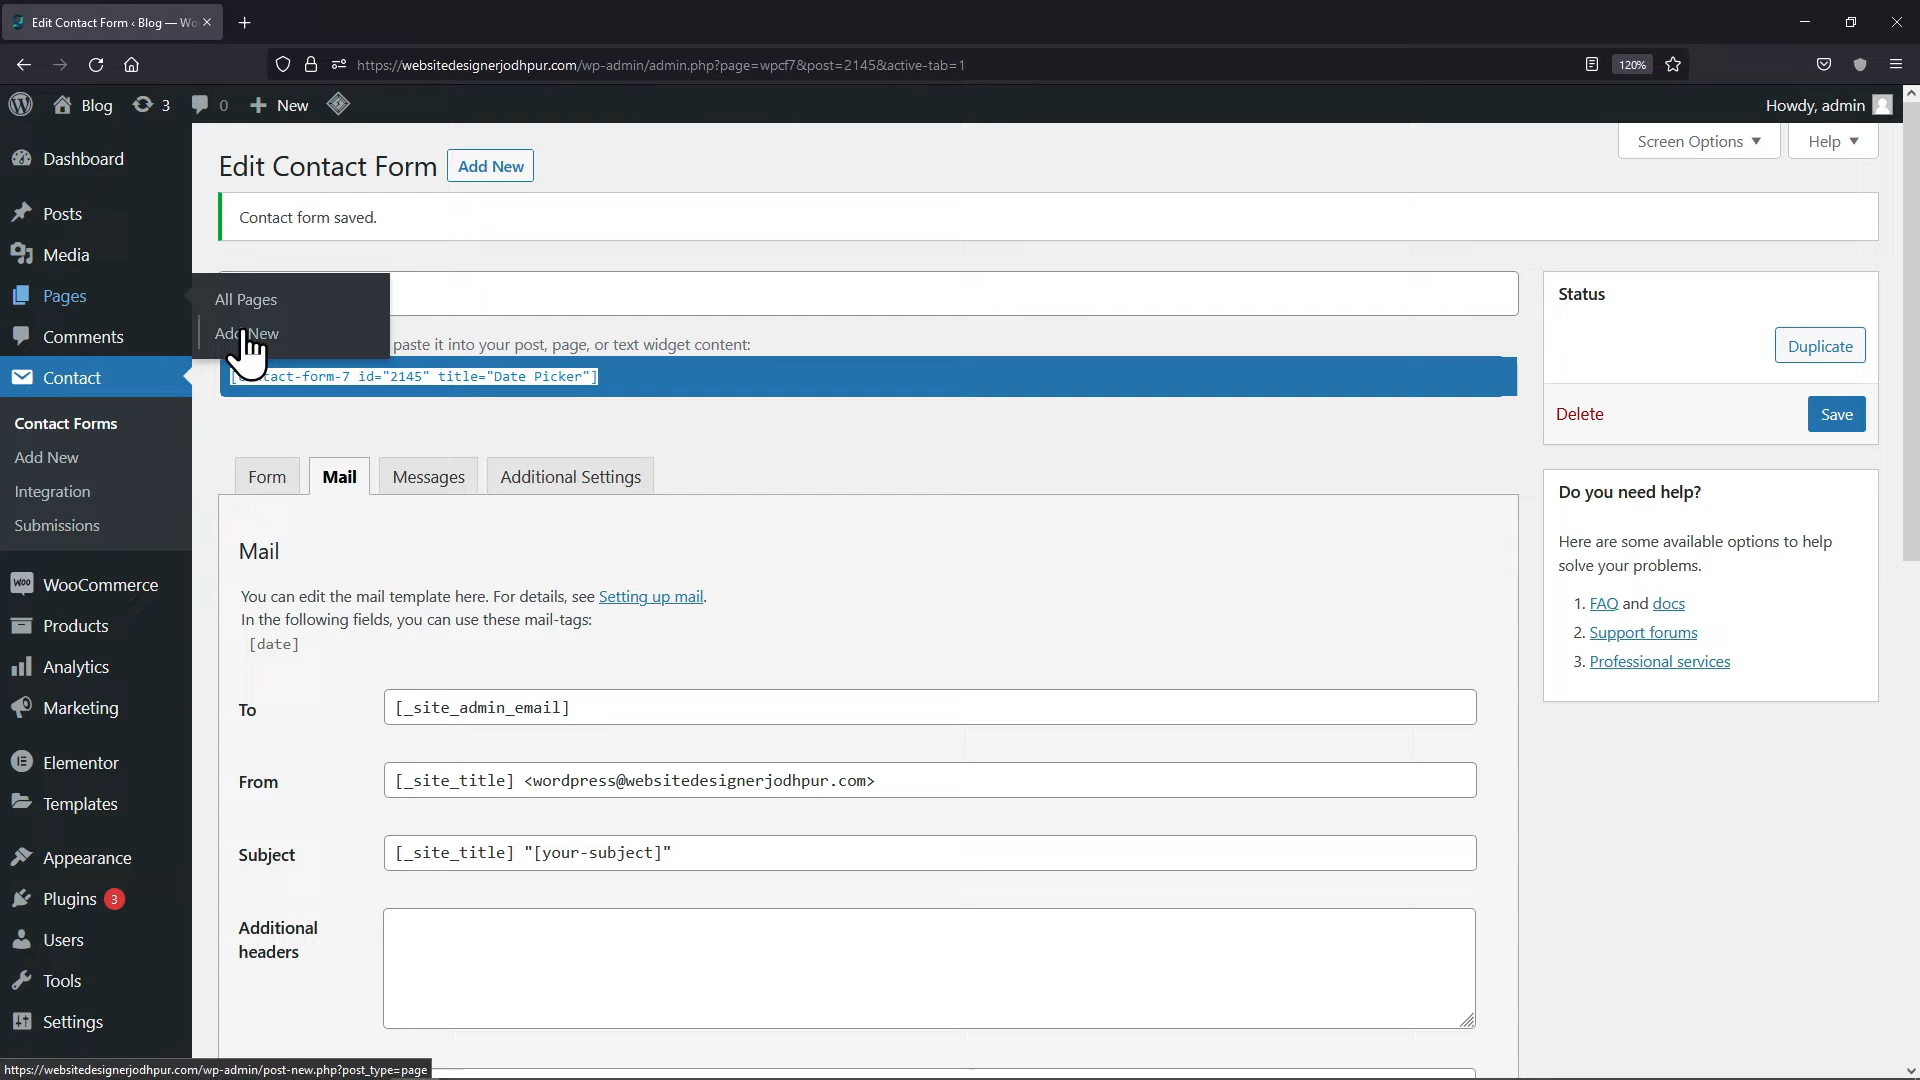 Edit Contact Form ‹ Blog — Wo
https://websitedesignerjodhpur.com/wp-admin/admin.php?page=wpcf7&post=2145&active-tab=1
120%
Blog
3
0
New
Howdy, admin
Screen Options
Help
Dashboard
Posts
Media
Pages
Comments
Contact
Contact Forms
Add New
Integration
Submissions
WooCommerce
Products
Analytics
Marketing
Elementor
Templates
Appearance
Plugins 3
Users
Tools
Settings
All Pages
Add New
Edit Contact Form
Add New
Contact form saved.
paste it into your post, page, or text widget content:
[contact-form-7 id="2145" title="Date Picker"]
Form
Mail
Messages
Additional Settings
Mail
You can edit the mail template here. For details, see Setting up mail.
In the following fields, you can use these mail-tags:
[date]
To
[_site_admin_email]
From
[_site_title] <wordpress@websitedesignerjodhpur.com>
Subject
[_site_title] "[your-subject]"
Additional
headers
Status
Duplicate
Delete
Save
Do you need help?
Here are some available options to help
solve your problems.
1. FAQ and docs
2. Support forums
3. Professional services
https://websitedesignerjodhpur.com/wp-admin/post-new.php?post_type=page